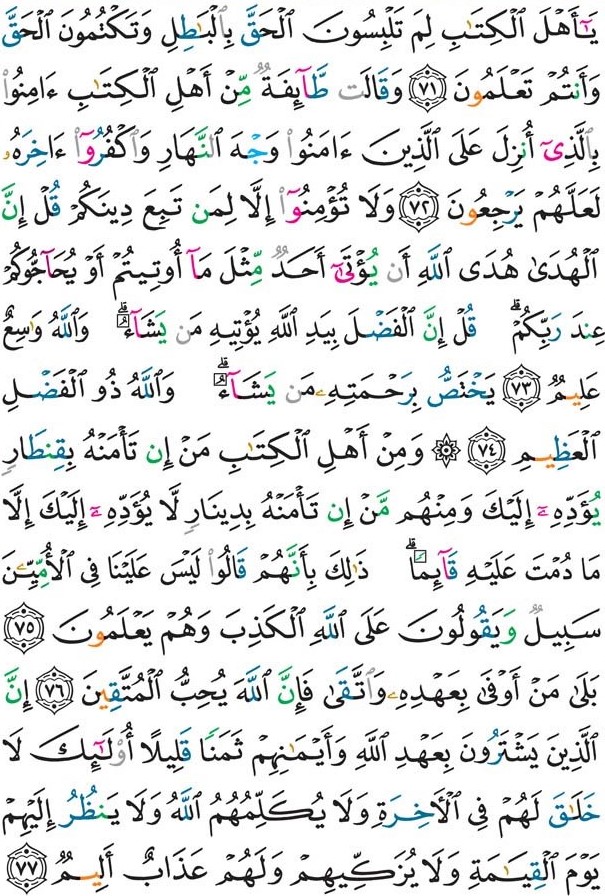 يَـٰٓأَهۡلَ ٱلۡكِتَـٰبِ لِمَ تَلۡبِسُونَ ٱلۡحَقَّ بِٱلۡبَـٰطِلِ وَتَكۡتُمُونَ ٱلۡحَقَّ
وَأَنتُمۡ تَعۡلَمُونَ ٧١ وَقَالَت طَّآئِفَةٌ مِّنۡ أَهۡلِ ٱلۡكِتَـٰبِ ءَامِنُواْ
بِٱلَّذِىٓ أُنزِلَ عَلَى ٱلَّذِينَ ءَامَنُواْ وَجۡهَ ٱلنَّهَارِ وَٱكۡفُرُوٓاْ ءَاخِرَهُۥ
لَعَلَّهُمۡ يَرۡجِعُونَ ٧٢ وَلَا تُؤۡمِنُوٓاْ إِلَّا لِمَن تَبِعَ دِينَكُمۡ قُلۡ إِنَّ
ٱلۡهُدَىٰ هُدَى ٱللَّهِ أَن يُؤۡتَىٰٓ أَحَدٌ مِّثۡلَ مَآ أُوتِيتُمۡ أَوۡ يُحَآجُّوكُمۡ
عِندَ رَبِّكُمۡۗ قُلۡ إِنَّ ٱلۡفَضۡلَ بِيَدِ ٱللَّهِ يُؤۡتِيهِ مَن يَشَآءُۗ وَٱللَّهُ وَٰسِعٌ
عَلِيمٌ ٧٣ يَخۡتَصُّ بِرَحۡمَتِهِۦ مَن يَشَآءُۗ وَٱللَّهُ ذُو ٱلۡفَضۡلِ
ٱلۡعَظِيمِ ٧٤ ۞ وَمِنۡ أَهۡلِ ٱلۡكِتَـٰبِ مَنۡ إِن تَأۡمَنۡهُ بِقِنطَارٍ
يُؤَدِّهِۦٓ إِلَيۡكَ وَمِنۡهُم مَّنۡ إِن تَأۡمَنۡهُ بِدِينَارٍ لَّا يُؤَدِّهِۦٓ إِلَيۡكَ إِلَّا
مَا دُمۡتَ عَلَيۡهِ قَآئِمًاۗ ذَٰلِكَ بِأَنَّهُمۡ قَالُواْ لَيۡسَ عَلَيۡنَا فِى ٱلۡأُمِّيِّـۧنَ
سَبِيلٌ وَيَقُولُونَ عَلَى ٱللَّهِ ٱلۡكَذِبَ وَهُمۡ يَعۡلَمُونَ ٧٥
بَلَىٰ مَنۡ أَوۡفَىٰ بِعَهۡدِهِۦ وَٱتَّقَىٰ فَإِنَّ ٱللَّهَ يُحِبُّ ٱلۡمُتَّقِينَ ٧٦ إِنَّ
ٱلَّذِينَ يَشۡتَرُونَ بِعَهۡدِ ٱللَّهِ وَأَيۡمَـٰنِهِمۡ ثَمَنًا قَلِيلًا أُوْلَـٰٓئِكَ لَا
خَلَـٰقَ لَهُمۡ فِى ٱلۡأَخِرَةِ وَلَا يُكَلِّمُهُمُ ٱللَّهُ وَلَا يَنظُرُ إِلَيۡهِمۡ
يَوۡمَ ٱلۡقِيَـٰمَةِ وَلَا يُزَكِّيهِمۡ وَلَهُمۡ عَذَابٌ أَلِيمٌ ٧٧